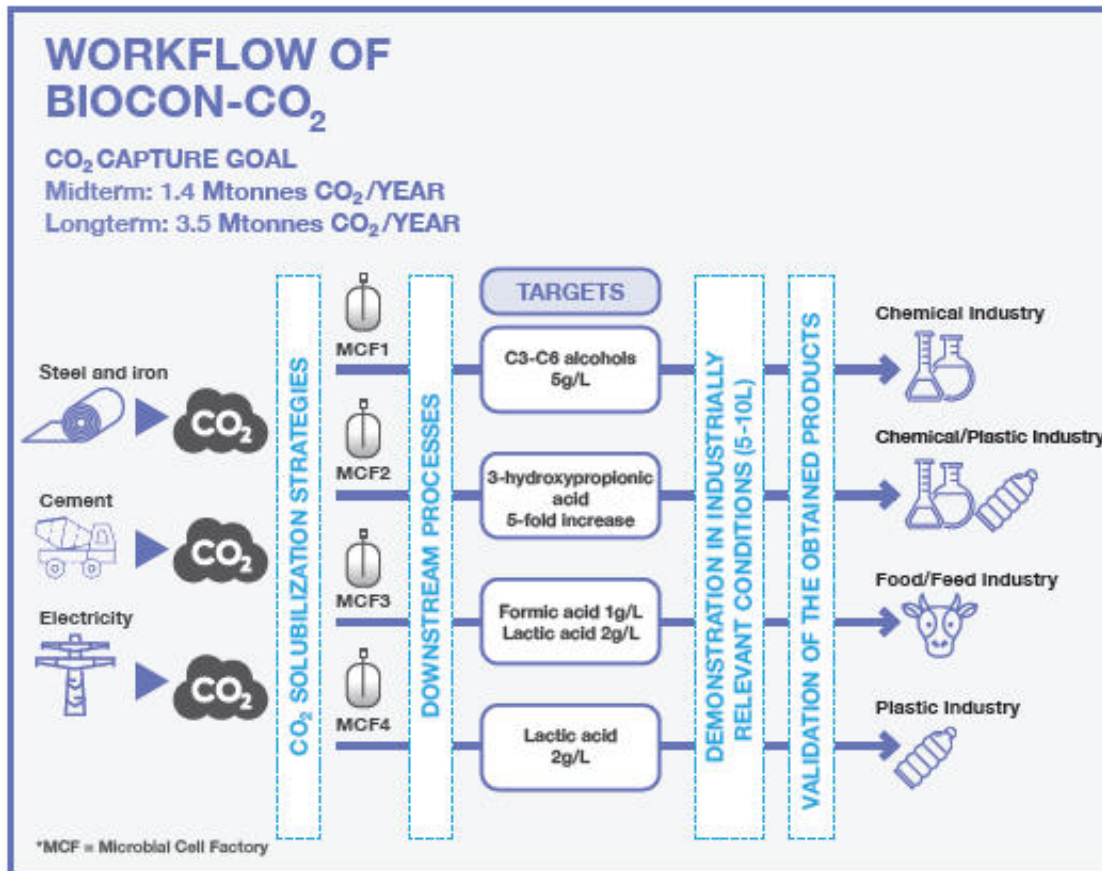 WORKFLOW OF
BIOCON-CO₂
CO₂ CAPTURE GOAL
Midterm: 1.4 Mtonnes CO₂/YEAR
Longterm: 3.5 Mtonnes CO₂/YEAR
Steel and iron
CO₂
Cement
CO₂
Electricity
CO₂
CO₂ SOLUBILIZATION STRATEGIES
MCF1
MCF2
MCF3
MCF4
DOWNSTREAM PROCESSES
TARGETS
C3-C6 alcohols
5g/L
3-hydroxypropionic
acid
5-fold increase
Formic acid 1g/L
Lactic acid 2g/L
Lactic acid
2g/L
DEMONSTRATION IN INDUSTRIALLY
RELEVANT CONDITIONS (5-10L)
VALIDATION OF THE OBTAINED PRODUCTS
Chemical Industry
Chemical/Plastic Industry
Food/Feed Industry
Plastic Industry
*MCF = Microbial Cell Factory